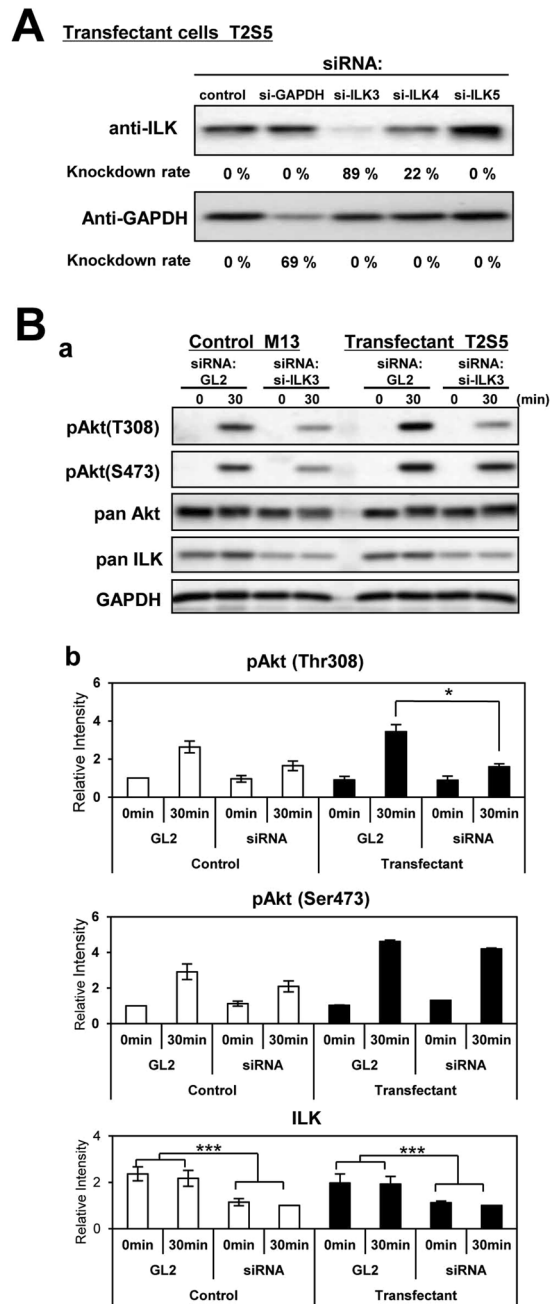 A Transfectant cells T2S5
siRNA:
control si-GAPDH si-ILK3 si-ILK4 si-ILK5
anti-ILK
Knockdown rate 0 % 0 % 89 % 22 % 0 %
Anti-GAPDH
Knockdown rate 0 % 69 % 0 % 0 % 0 %
B
a
Control M13 Transfectant T2S5
siRNA: siRNA: siRNA: siRNA:
GL2 si-ILK3 GL2 si-ILK3
0 30 0 30 0 30 0 30 (min)
pAkt(T308)
pAkt(S473)
pan Akt
pan ILK
GAPDH
b
pAkt (Thr308)
Relative Intensity
6
4
2
0
*
0min 30min 0min 30min 0min 30min 0min 30min
GL2 siRNA GL2 siRNA
Control Transfectant
pAkt (Ser473)
Relative Intensity
6
4
2
0
0min 30min 0min 30min 0min 30min 0min 30min
GL2 siRNA GL2 siRNA
Control Transfectant
ILK
Relative Intensity
4
2
0
*** ***
0min 30min 0min 30min 0min 30min 0min 30min
GL2 siRNA GL2 siRNA
Control Transfectant